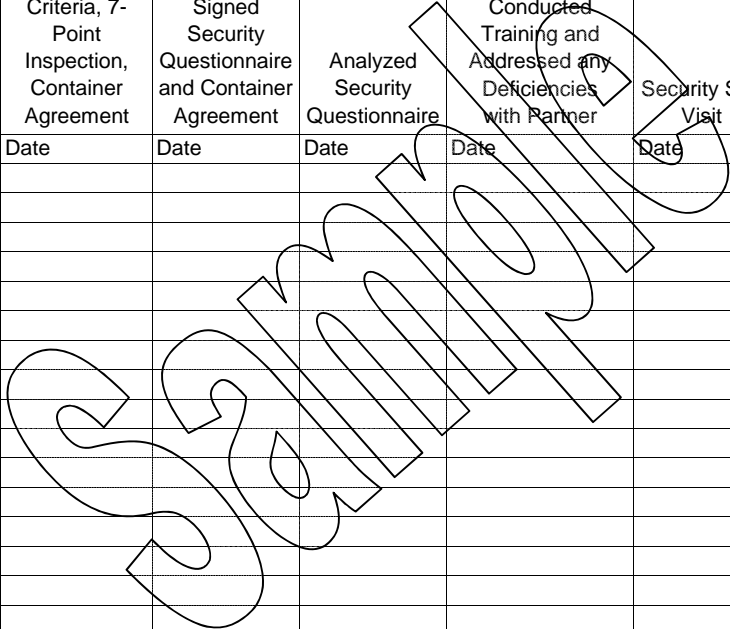 Criteria, 7-
Point
Inspection,
Container
Agreement
Signed
Security
Questionnaire
and Container
Agreement
Analyzed
Security
Questionnaire
Conducted
Training and
Addressed any
Deficiencies
with Partner
Security S
Visit
Date Date Date Date Date
Sample